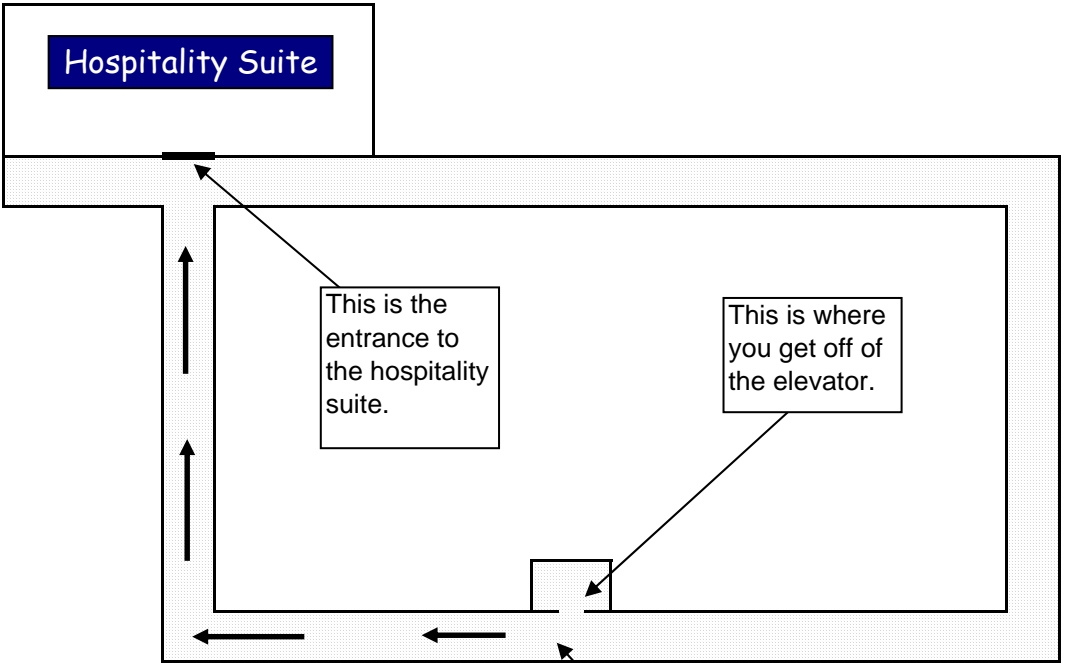 Hospitality Suite
This is the
entrance to
the hospitality
suite.
This is where
you get off of
the elevator.